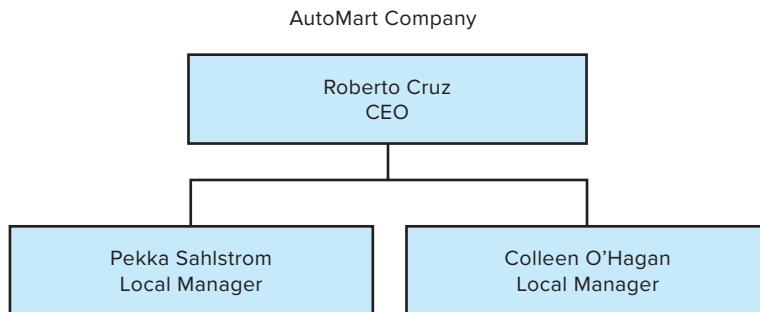 AutoMart Company
Roberto Cruz
CEO
Pekka Sahlstrom
Local Manager
Colleen O’Hagan
Local Manager